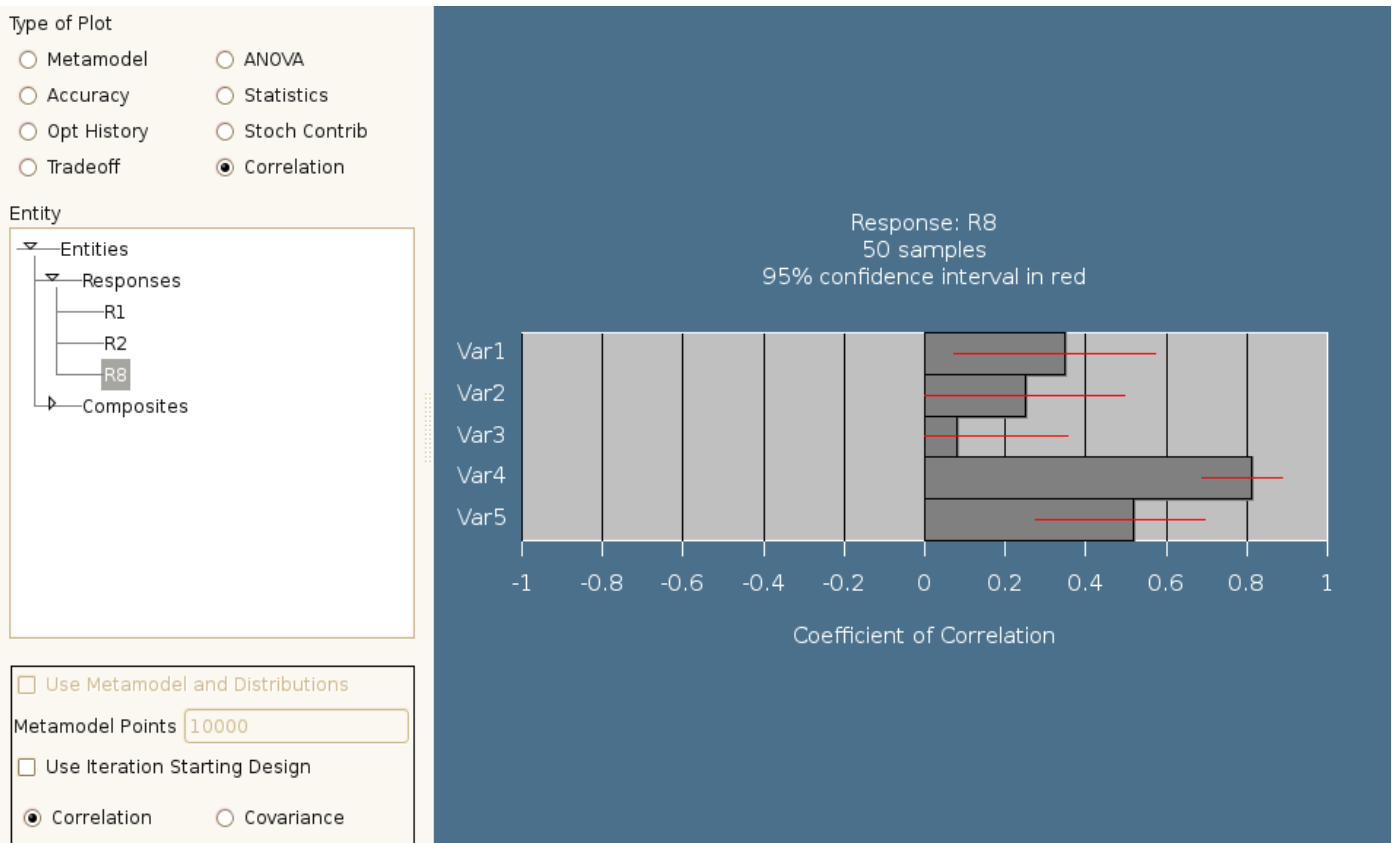 Type of Plot
Metamodel ANOVA
Accuracy Statistics
Opt History Stoch Contrib
Tradeoff Correlation
Entity
Entities
Responses
R1
R2
R8
Composites
Use Metamodel and Distributions
Metamodel Points 10000
Use Iteration Starting Design
Correlation Covariance
Response: R8
50 samples
95% confidence interval in red
Var1
Var2
Var3
Var4
Var5
-1 -0.8 -0.6 -0.4 -0.2 0 0.2 0.4 0.6 0.8 1
Coefficient of Correlation